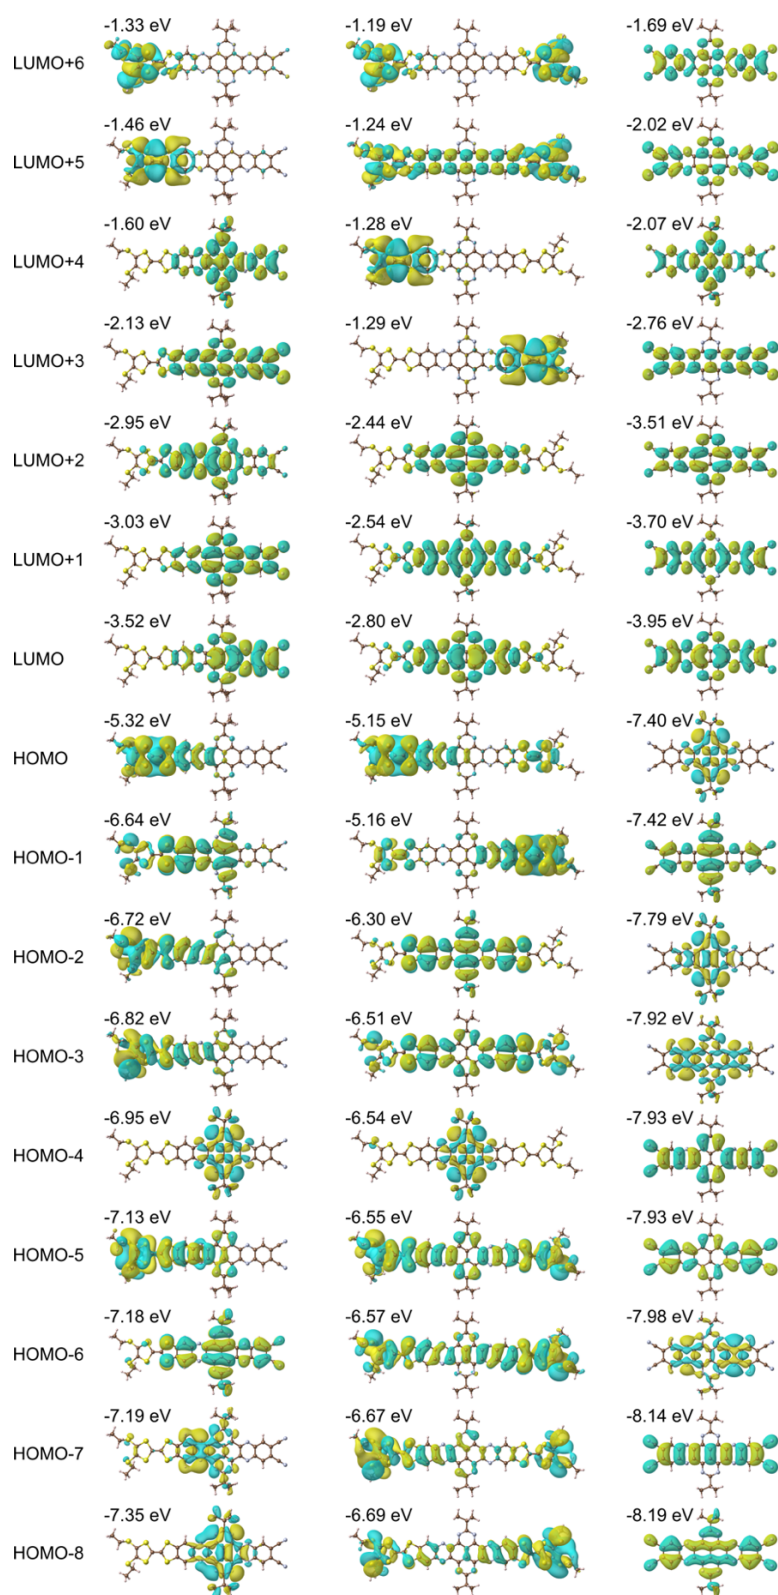 -1.33 eV -1.19 eV -1.69 eV
LUMO+6
-1.46 eV -1.24 eV -2.02 eV
LUMO+5
-1.60 eV -1.28 eV -2.07 eV
LUMO+4
-2.13 eV -1.29 eV -2.76 eV
LUMO+3
-2.95 eV -2.44 eV -3.51 eV
LUMO+2
-3.03 eV -2.54 eV -3.70 eV
LUMO+1
-3.52 eV -2.80 eV -3.95 eV
LUMO
-5.32 eV -5.15 eV -7.40 eV
HOMO
-6.64 eV -5.16 eV -7.42 eV
HOMO-1
-6.72 eV -6.30 eV -7.79 eV
HOMO-2
-6.82 eV -6.51 eV -7.92 eV
HOMO-3
-6.95 eV -6.54 eV -7.93 eV
HOMO-4
-7.13 eV -6.55 eV -7.93 eV
HOMO-5
-7.18 eV -6.57 eV -7.98 eV
HOMO-6
-7.19 eV -6.67 eV -8.14 eV
HOMO-7
-7.35 eV -6.69 eV -8.19 eV
HOMO-8